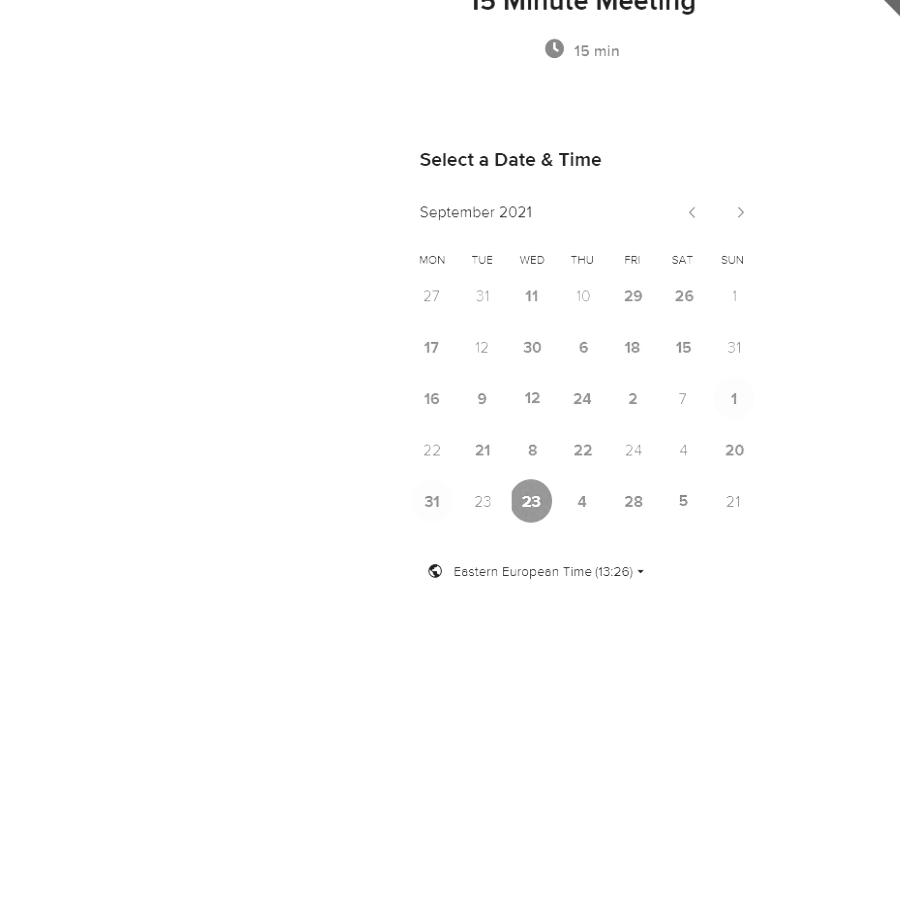 15 Minute Meeting
15 min
Select a Date & Time
September 2021
MON TUE WED THU FRI SAT SUN
27 31 11 10 29 26 1
17 12 30 6 18 15 31
16 9 12 24 2 7 1
22 21 8 22 24 4 20
31 23 23 4 28 5 21
Eastern European Time (13:26)